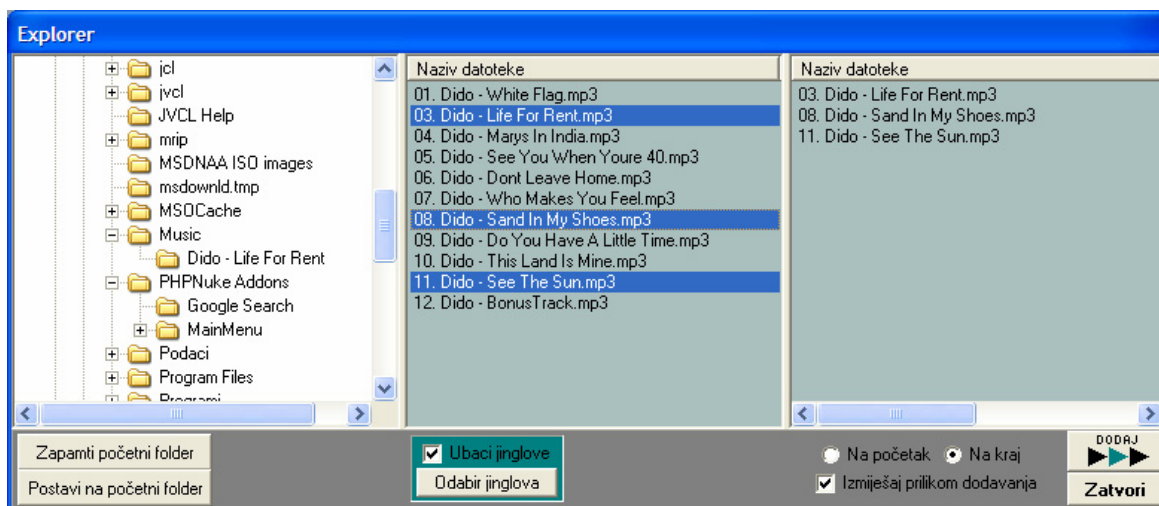 Explorer
jcl
jvcl
JVCL Help
mrip
MSDNAA ISO images
msdownld.tmp
MSOCache
Music
Dido - Life For Rent
PHPNuke Addons
Google Search
MainMenu
Podaci
Program Files
Programi
Naziv datoteke
01. Dido - White Flag.mp3
03. Dido - Life For Rent.mp3
04. Dido - Marys In India.mp3
05. Dido - See You When Youre 40.mp3
06. Dido - Dont Leave Home.mp3
07. Dido - Who Makes You Feel.mp3
08. Dido - Sand In My Shoes.mp3
09. Dido - Do You Have A Little Time.mp3
10. Dido - This Land Is Mine.mp3
11. Dido - See The Sun.mp3
12. Dido - BonusTrack.mp3
Naziv datoteke
03. Dido - Life For Rent.mp3
08. Dido - Sand In My Shoes.mp3
11. Dido - See The Sun.mp3
Zapamti početni folder
Postavi na početni folder
Ubaci jinglove
Odabir jinglova
Na početak
Na kraj
Izmiješaj prilikom dodavanja
DODAJ
Zatvori